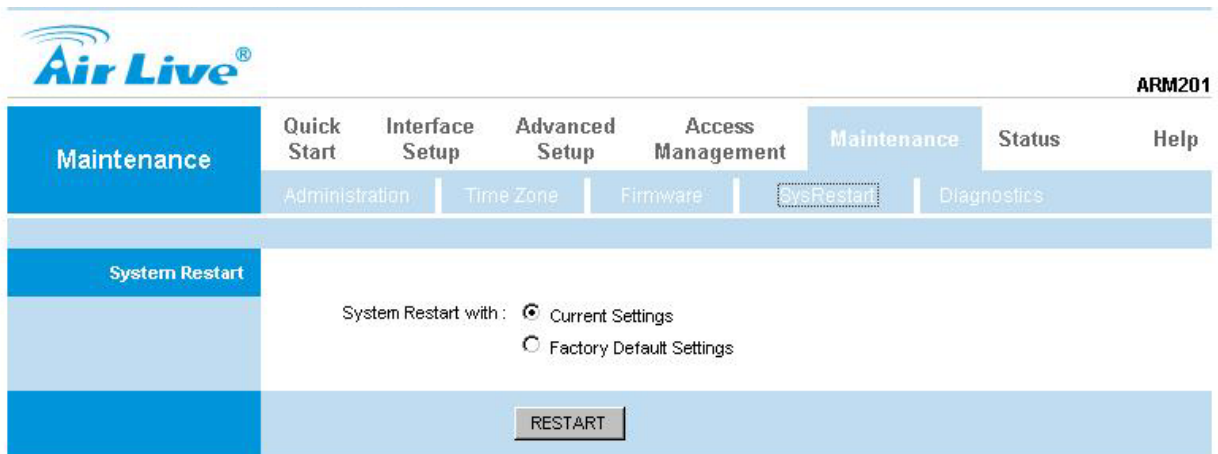 Air Live®
ARM201
Maintenance
Quick Start
Interface Setup
Advanced Setup
Access Management
Maintenance
Status
Help
Administration
Time Zone
Firmware
SysRestart
Diagnostics
System Restart
System Restart with :
Current Settings
Factory Default Settings
RESTART